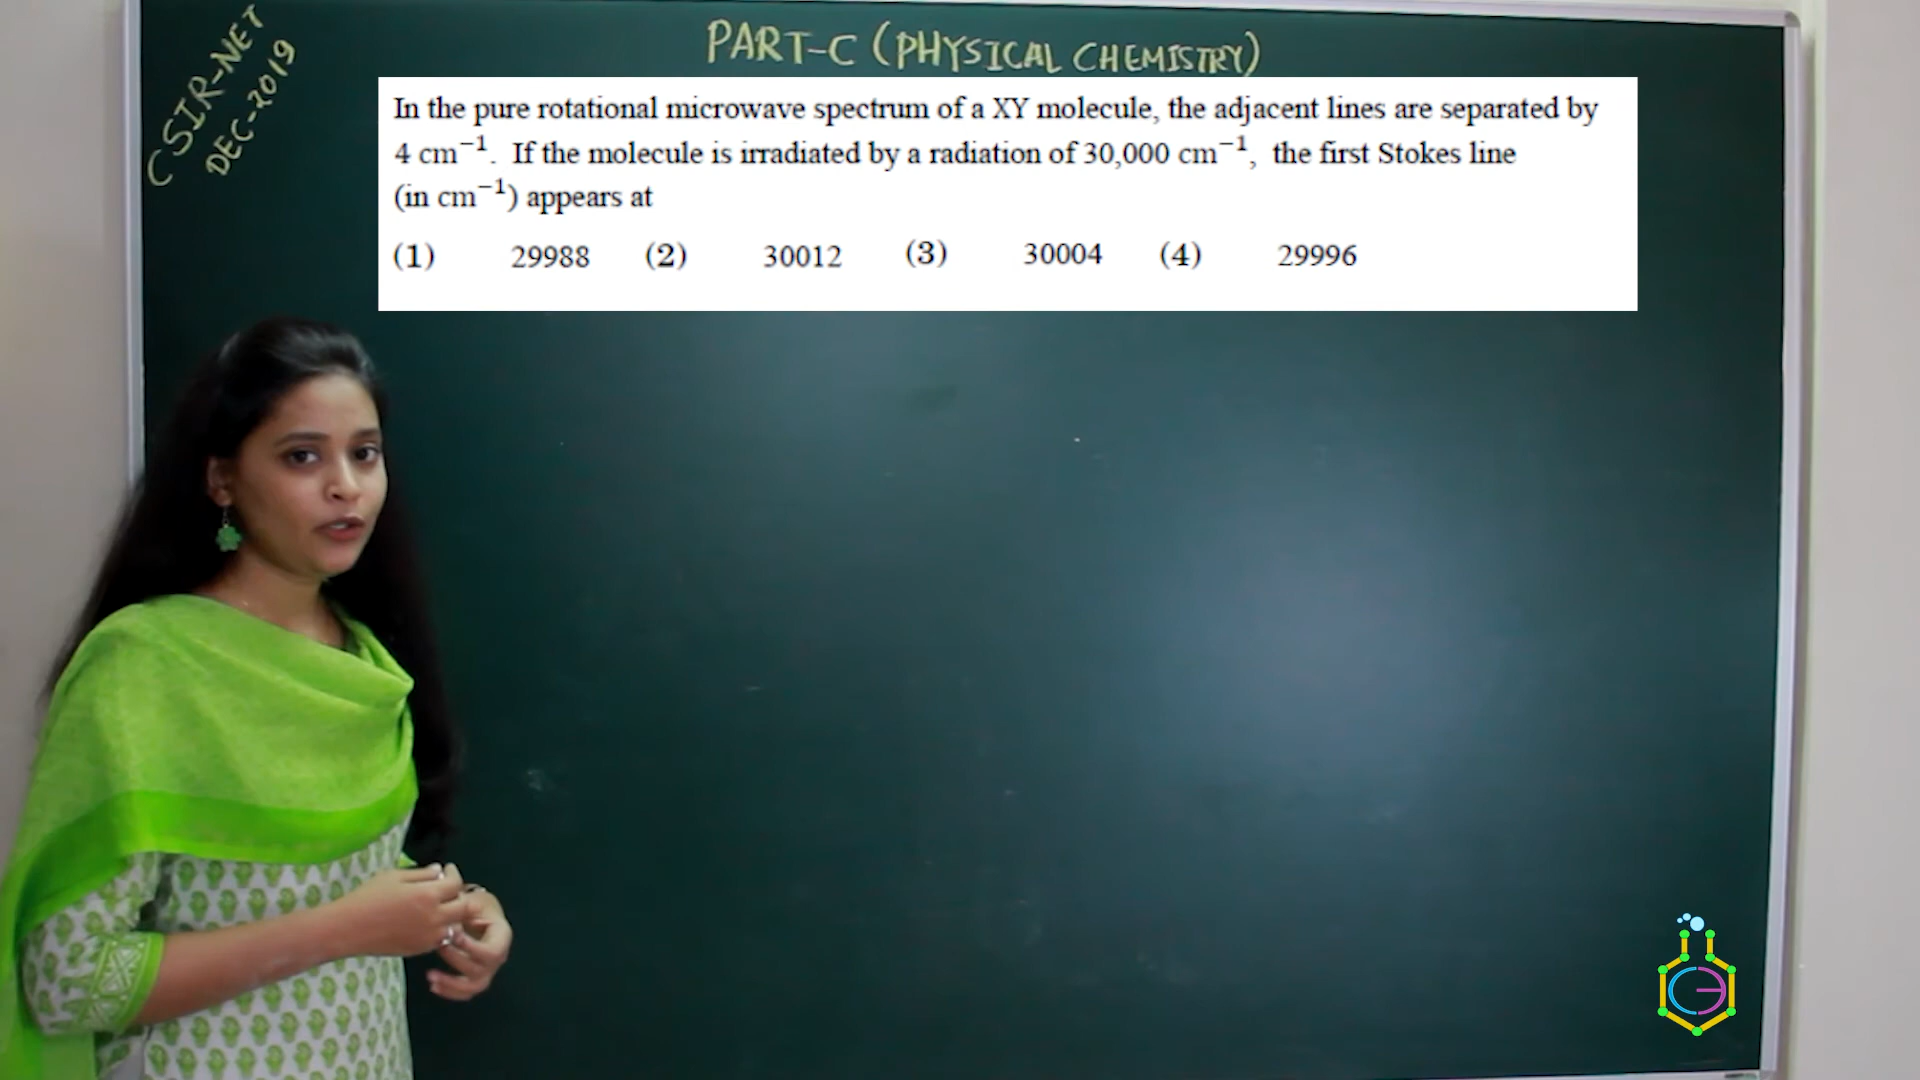 CSIR-NET
DEC-2019
PART-C (PHYSICAL CHEMISTRY)
In the pure rotational microwave spectrum of a XY molecule, the adjacent lines are separated by
4 cm⁻¹. If the molecule is irradiated by a radiation of 30,000 cm⁻¹, the first Stokes line
(in cm⁻¹) appears at
(1) 29988 (2) 30012 (3) 30004 (4) 29996